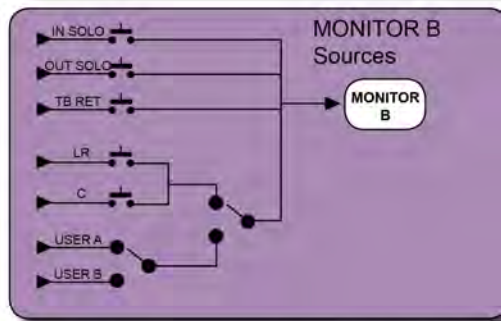 MONITOR B
Sources
IN SOLO
OUT SOLO
TB RET
MONITOR
B
LR
C
USER A
USER B